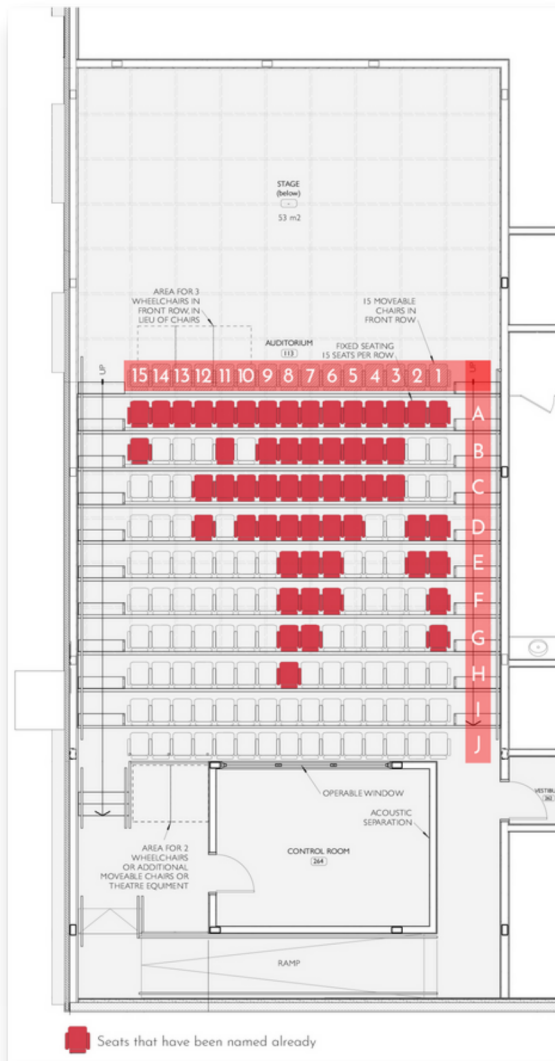 STAGE
(below)
53 m2
AREA FOR 3
WHEELCHAIRS IN
FRONT ROW, IN
LIEU OF CHAIRS
15 MOVEABLE
CHAIRS IN
FRONT ROW
AUDITORIUM
113
FIXED SEATING
15 SEATS PER ROW
UP
UP
15 14 13 12 11 10 9 8 7 6 5 4 3 2 1
A
B
C
D
E
F
G
H
I
J
OPERABLE WINDOW
ACOUSTIC
SEPARATION
CONTROL ROOM
264
AREA FOR 2
WHEELCHAIRS
OR ADDITIONAL
MOVEABLE CHAIRS OR
THEATRE EQUIMENT
RAMP
Seats that have been named already